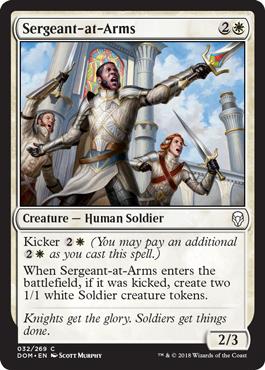 Sergeant-at-Arms 2
Creature — Human Soldier
Kicker 2 (You may pay an additional
2 as you cast this spell.)
When Sergeant-at-Arms enters the
battlefield, if it was kicked, create two
1/1 white Soldier creature tokens.
Knights get the glory. Soldiers get things
done.
2/3
032/269 C
DOM • EN Scott Murphy
™ & © 2018 Wizards of the Coast